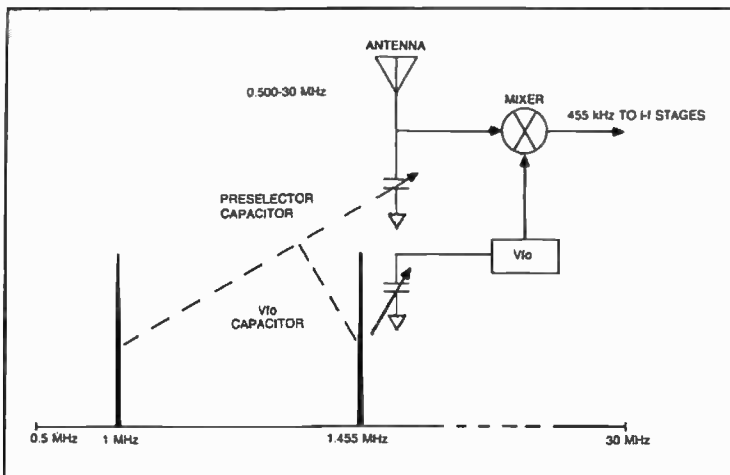 ANTENNA
0.500-30 MHz
MIXER
455 kHz TO I-f STAGES
PRESELECTOR
CAPACITOR
Vfo
Vfo
CAPACITOR
0.5 MHz
1 MHz
1.455 MHz
30 MHz